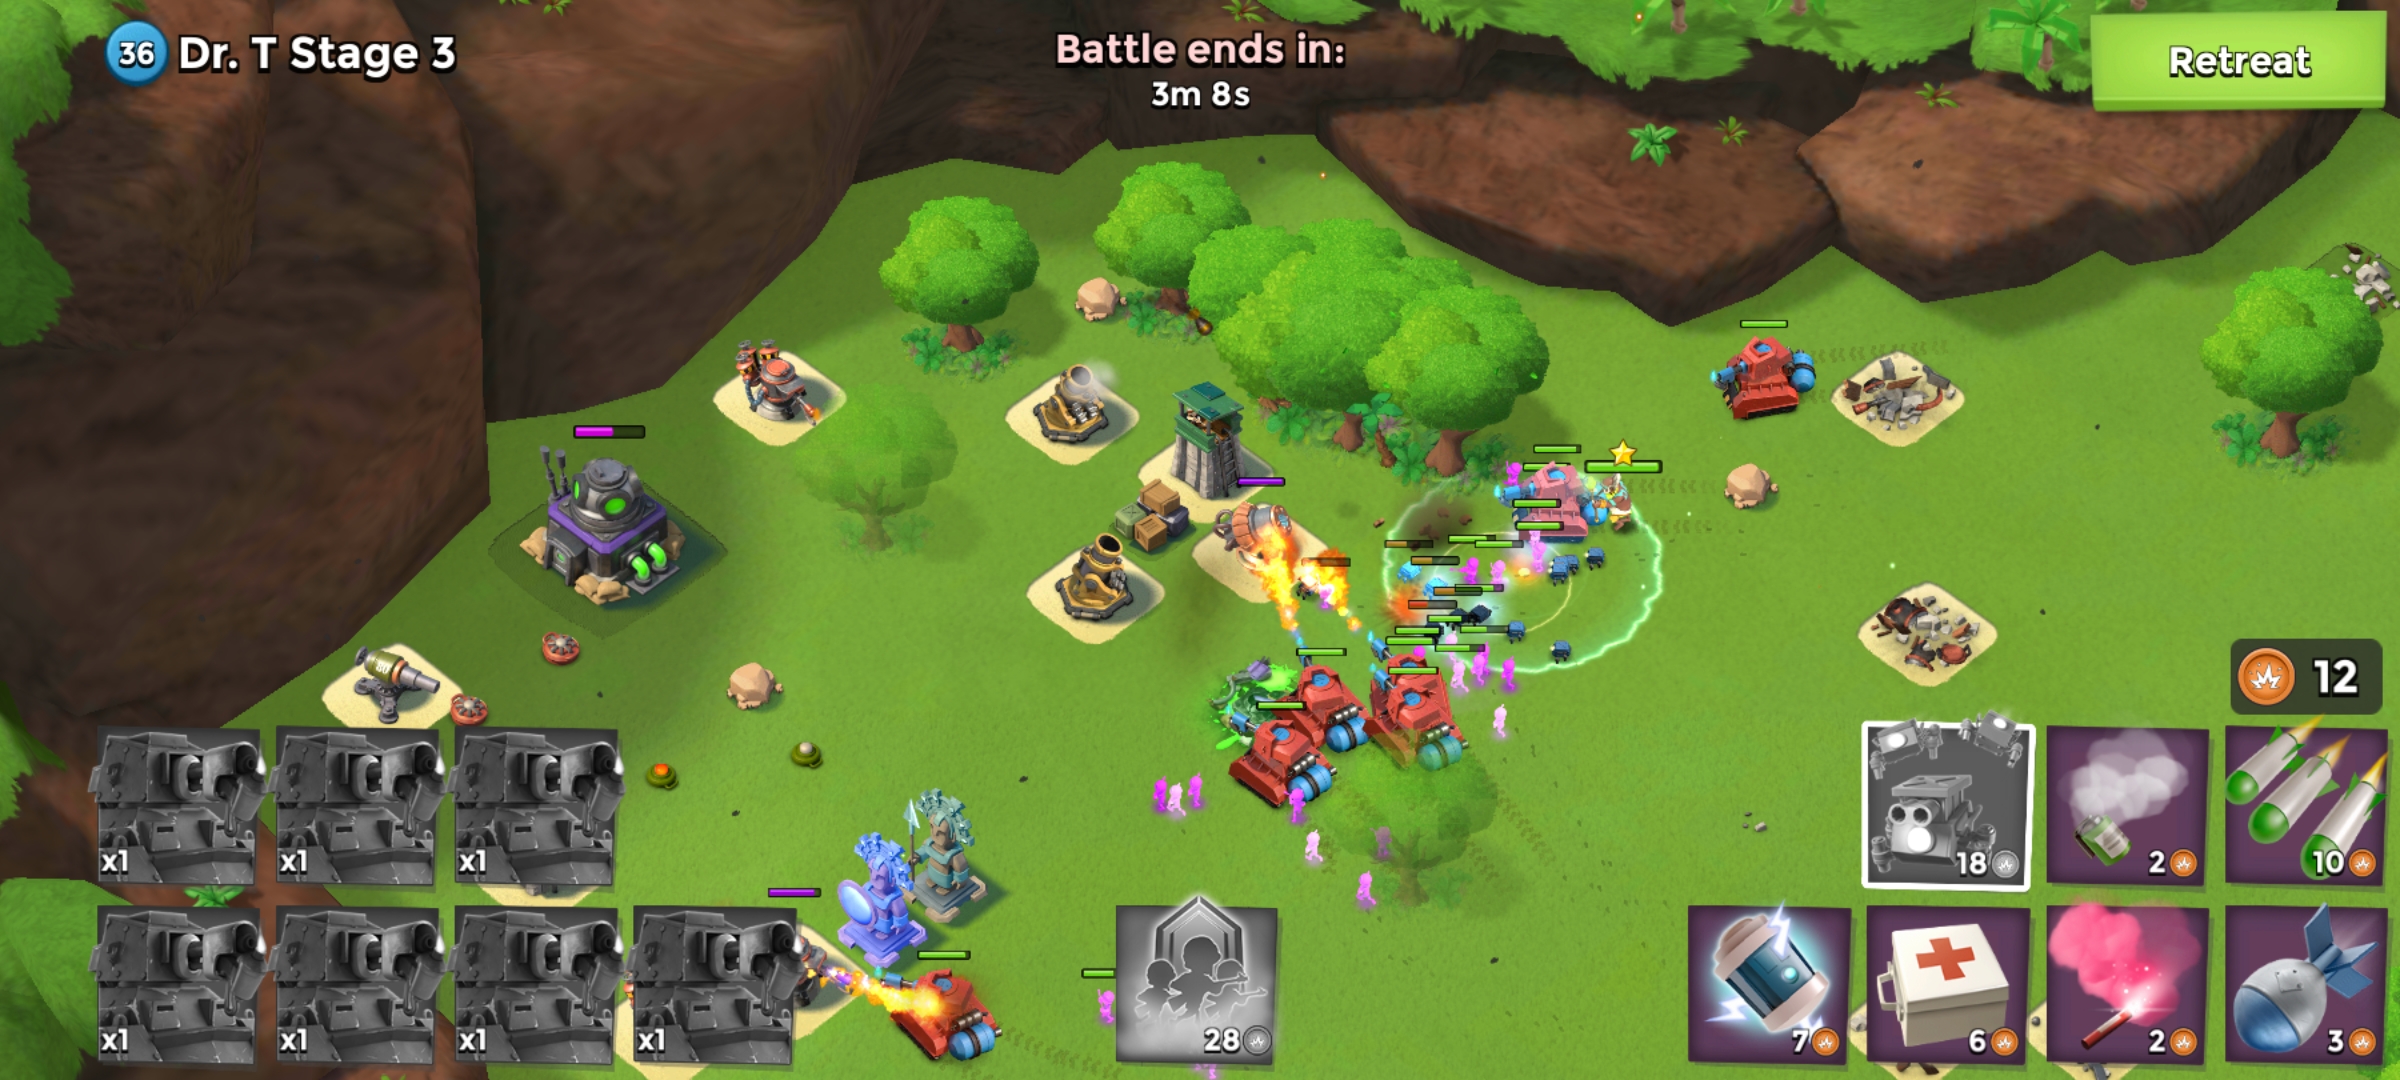 36 Dr. T Stage 3
Battle ends in:
3m 8s
Retreat
12
x1
x1
x1
18
2
10
x1
x1
x1
x1
28
7
6
2
3